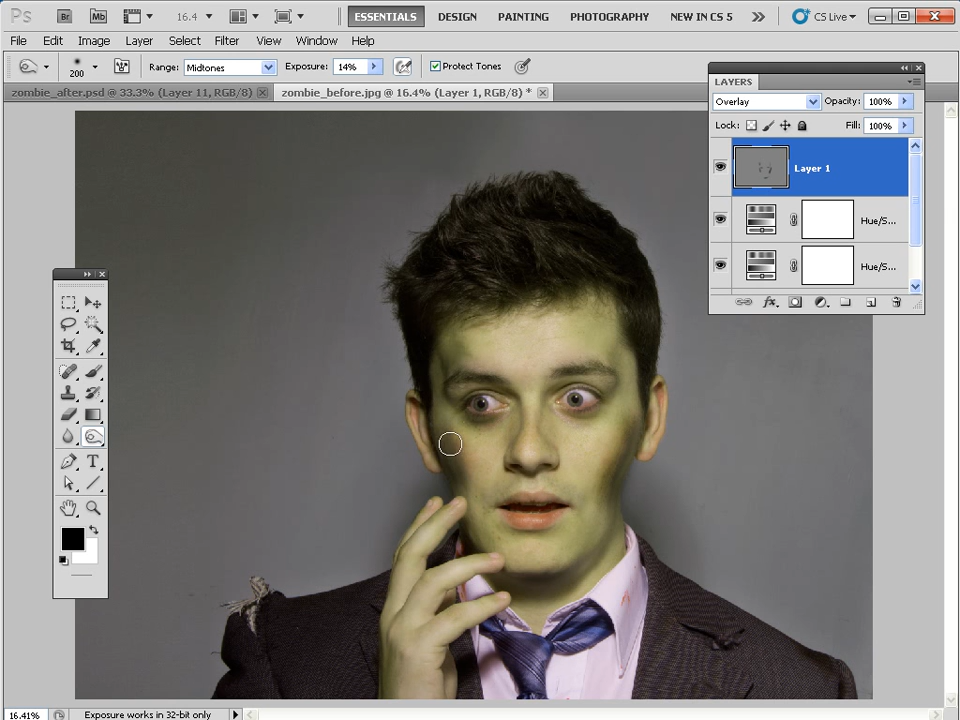 Ps Br Mb 16.4 ESSENTIALS DESIGN PAINTING PHOTOGRAPHY NEW IN CS 5 CS Live
File Edit Image Layer Select Filter View Window Help
200 Range: Midtones Exposure: 14% Protect Tones
zombie_after.psd @ 33.3% (Layer 11, RGB/8) zombie_before.jpg @ 16.4% (Layer 1, RGB/8) *
LAYERS
Overlay Opacity: 100%
Lock: Fill: 100%
Layer 1
Hue/S...
Hue/S...
16.41% Exposure works in 32-bit only